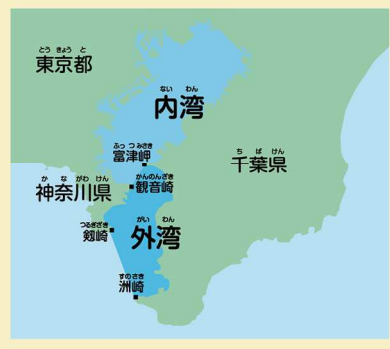 とうきょうと
東京都
ないわん
内湾
ふっつみさき
富津岬
ちばけん
千葉県
かんのんざき
観音崎
かながわけん
神奈川県
がいわん
外湾
つるぎざき
剱崎
すのさき
洲崎